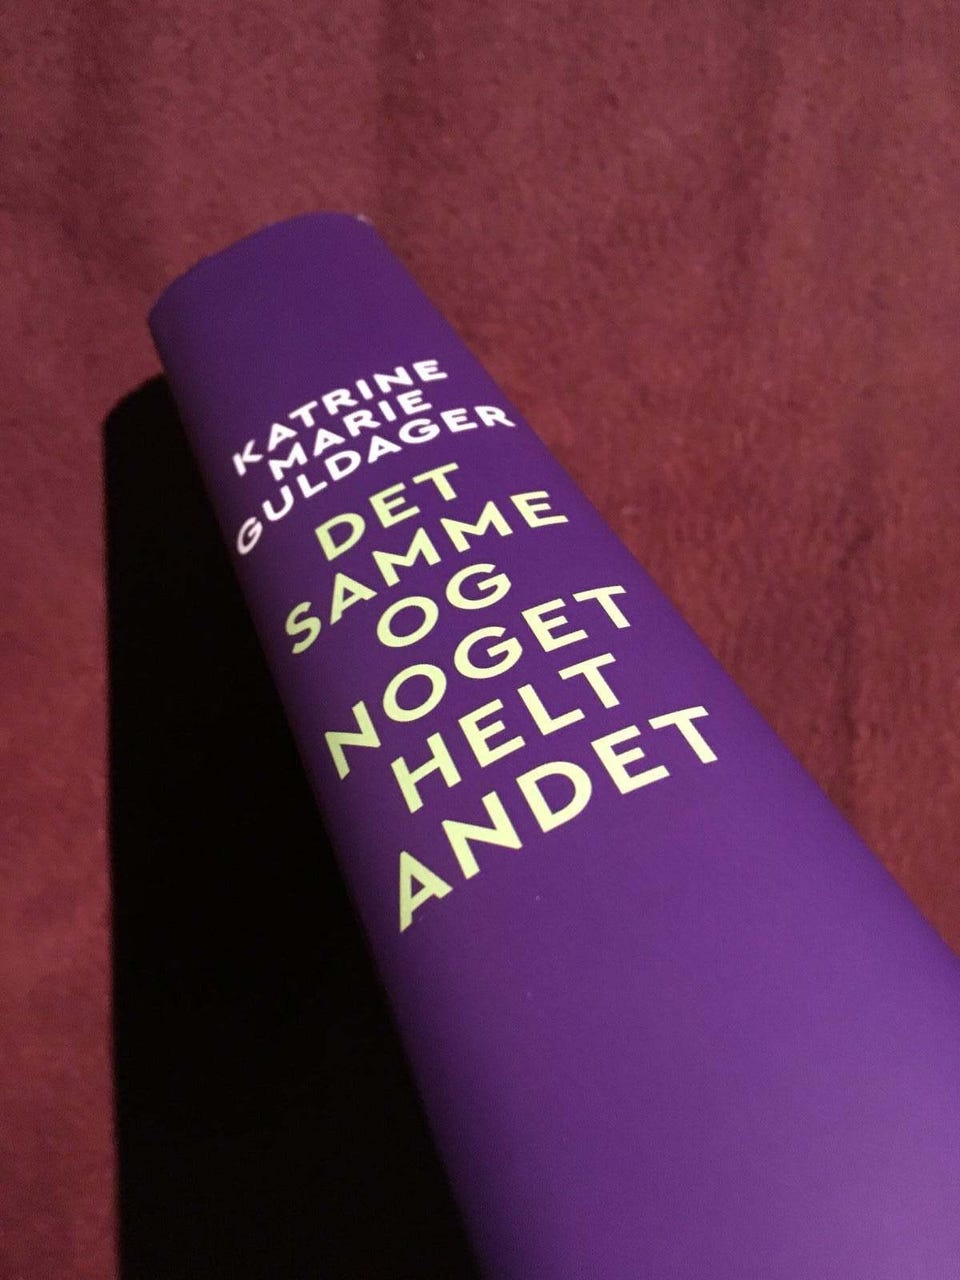 KATRINE
MARIE
GULDAGER
DET
SAMME
OG
NOGET
HELT
ANDET